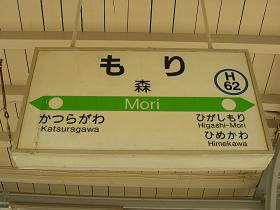 もり
森
H
62
Mori
かつらがわ
Katsuragawa
ひがしもり
Higashi-Mori
ひめかわ
Himekawa